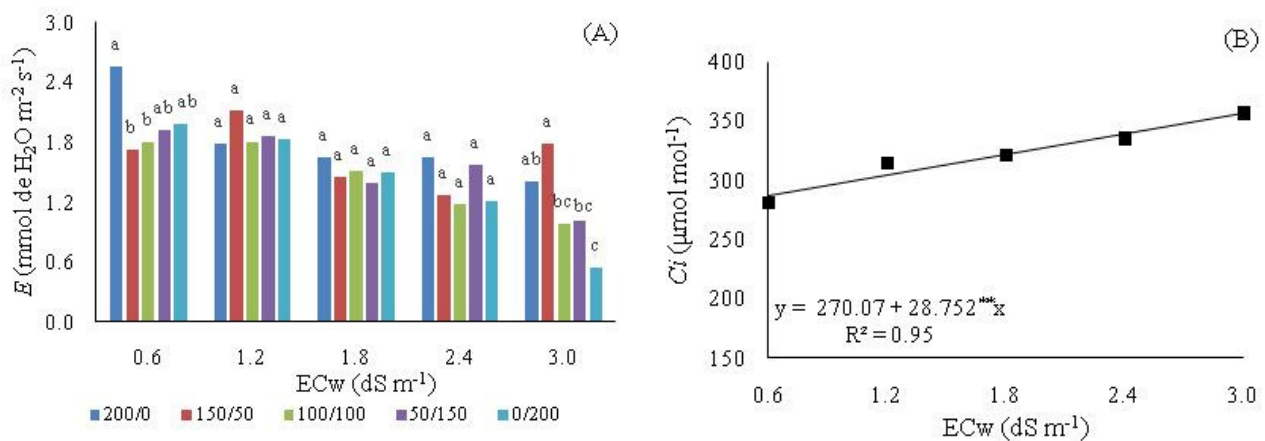 (A)
E (mmol de H₂O m⁻² s⁻¹)
3.0
2.4
1.8
1.2
0.6
0.0
a b b ab ab
a a a a a
a a a a a
a a a a a
ab a bc bc c
0.6 1.2 1.8 2.4 3.0
ECw (dS m⁻¹)
200/0 150/50 100/100 50/150 0/200
(B)
Ci (µmol mol⁻¹)
400
350
300
250
200
150
y = 270.07 + 28.752**x
R² = 0.95
0.6 1.2 1.8 2.4 3.0
ECw (dS m⁻¹)